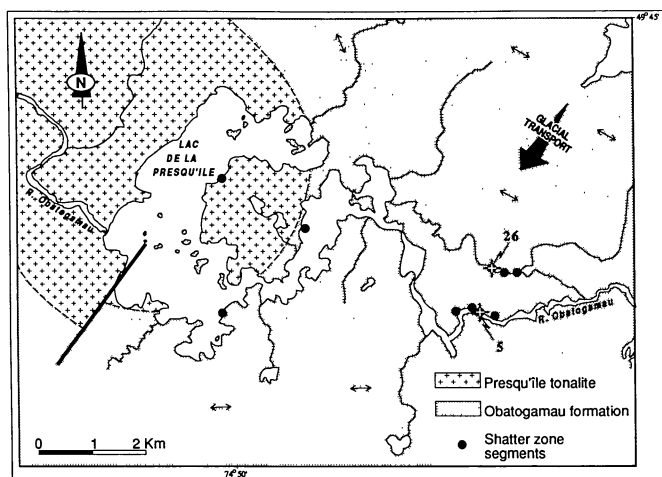 49° 45'
N
LAC
DE LA
PRESQU'ILE
GLACIAL
TRANSPORT
R. Obatogamau
26
R. Obatogamau
5
Presqu'île tonalite
Obatogamau formation
Shatter zone
segments
0 1 2 Km
74° 50'